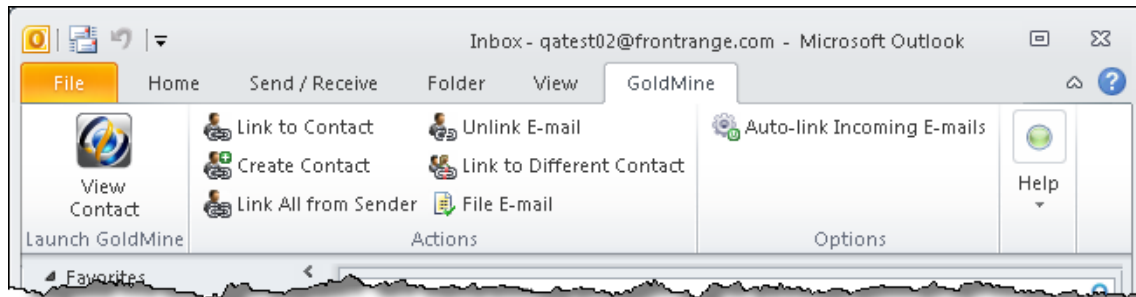 Inbox - qatest02@frontrange.com - Microsoft Outlook
File Home Send / Receive Folder View GoldMine
Link to Contact Unlink E-mail Auto-link Incoming E-mails
Create Contact Link to Different Contact
View Contact
Link All from Sender File E-mail
Help
Launch GoldMine Actions Options
Favorites